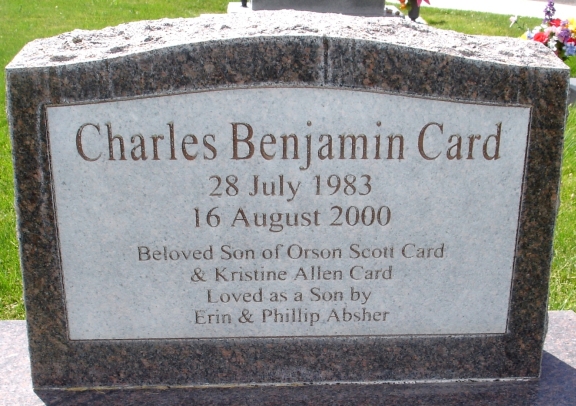 Charles Benjamin Card
28 July 1983
16 August 2000
Beloved Son of Orson Scott Card
& Kristine Allen Card
Loved as a Son by
Erin & Phillip Absher